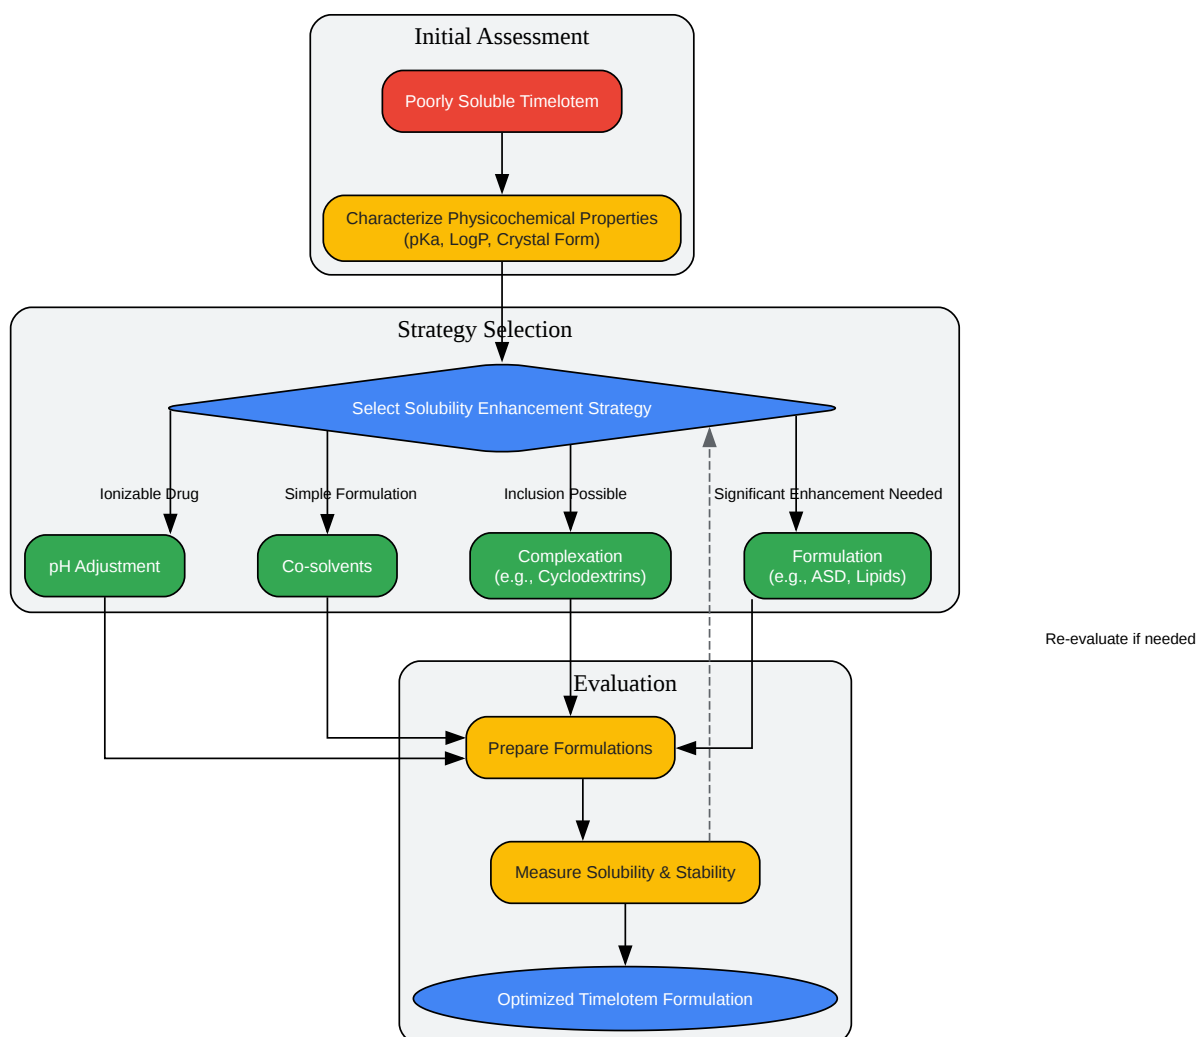 Initial Assessment
Poorly Soluble Timelotem
Characterize Physicochemical Properties
(pKa, LogP, Crystal Form)
Strategy Selection
Select Solubility Enhancement Strategy
Ionizable Drug
Simple Formulation
Inclusion Possible
Significant Enhancement Needed
pH Adjustment
Co-solvents
Complexation
(e.g., Cyclodextrins)
Formulation
(e.g., ASD, Lipids)
Re-evaluate if needed
Evaluation
Prepare Formulations
Measure Solubility & Stability
Optimized Timelotem Formulation